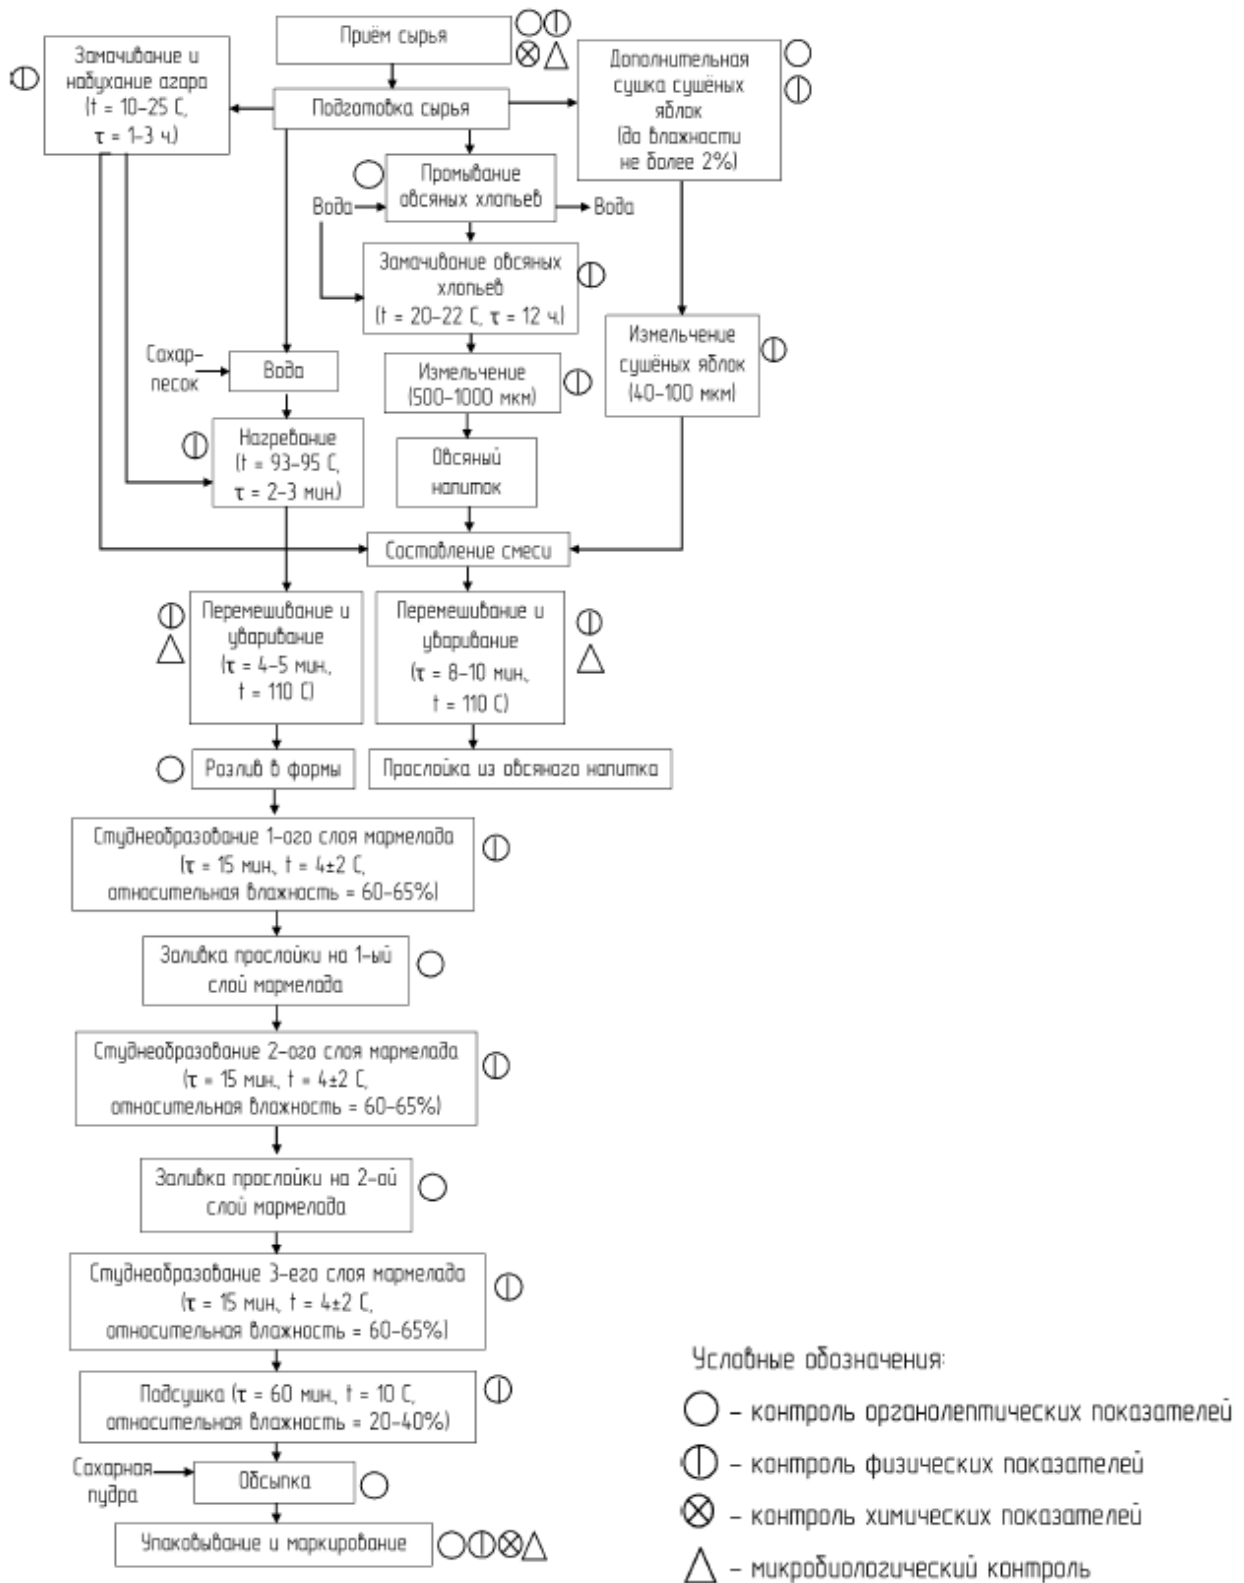 Приём сырья
Замачивание и
набухание агара
(t = 10-25 С,
τ = 1-3 ч.)
Подготовка сырья
Дополнительная
сушка сушёных
яблок
(до влажности
не более 2%)
Промывание
овсяных хлопьев
Вода
Вода
Замачивание овсяных
хлопьев
(t = 20-22 С, τ = 12 ч.)
Сахар-
песок
Вода
Измельчение
(500-1000 мкм)
Измельчение
сушёных яблок
(40-100 мкм)
Нагревание
(t = 93-95 С,
τ = 2-3 мин.)
Овсяный
напиток
Составление смеси
Перемешивание и
уваривание
(τ = 4-5 мин.,
t = 110 С)
Перемешивание и
уваривание
(τ = 8-10 мин.,
t = 110 С)
Розлив в формы
Прослойка из овсяного напитка
Студнеобразование 1-ого слоя мармелада
(τ = 15 мин., t = 4±2 С,
относительная влажность = 60-65%)
Заливка прослойки на 1-ый
слой мармелада
Студнеобразование 2-ого слоя мармелада
(τ = 15 мин., t = 4±2 С,
относительная влажность = 60-65%)
Заливка прослойки на 2-ой
слой мармелада
Студнеобразование 3-его слоя мармелада
(τ = 15 мин., t = 4±2 С,
относительная влажность = 60-65%)
Подсушка (τ = 60 мин., t = 10 С,
относительная влажность = 20-40%)
Сахарная
пудра
Обсыпка
Упаковывание и маркирование
Условные обозначения:
– контроль органолептических показателей
– контроль физических показателей
– контроль химических показателей
– микробиологический контроль